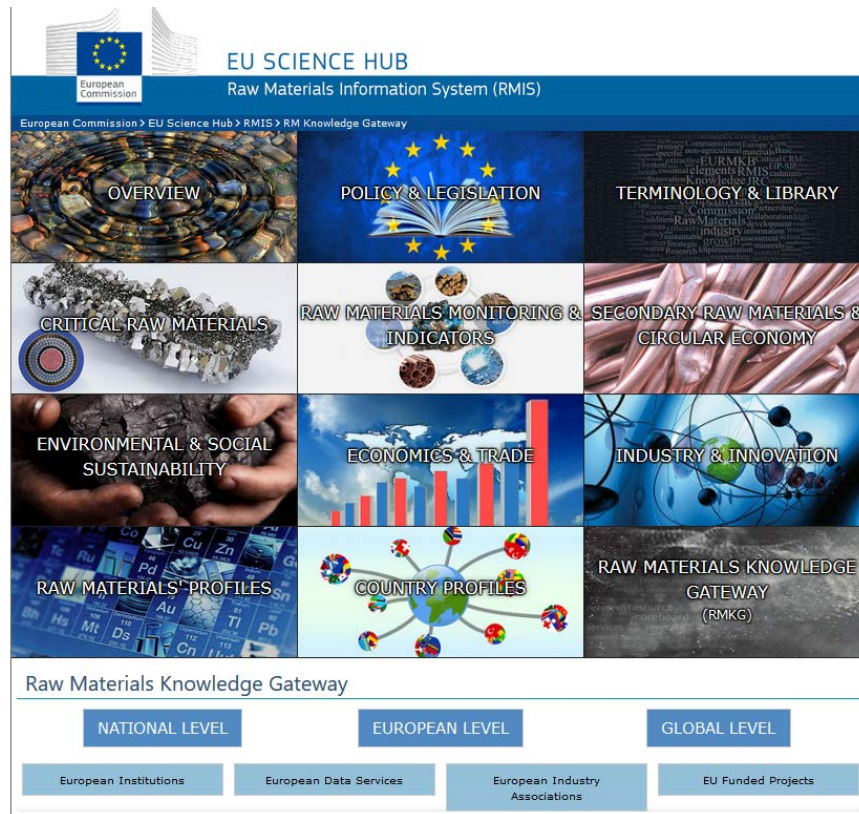 European
Commission
EU SCIENCE HUB
Raw Materials Information System (RMIS)
European Commission > EU Science Hub > RMIS > RM Knowledge Gateway
OVERVIEW
POLICY & LEGISLATION
TERMINOLOGY & LIBRARY
CRITICAL RAW MATERIALS
RAW MATERIALS MONITORING &
INDICATORS
SECONDARY RAW MATERIALS &
CIRCULAR ECONOMY
ENVIRONMENTAL & SOCIAL
SUSTAINABILITY
ECONOMICS & TRADE
INDUSTRY & INNOVATION
RAW MATERIALS' PROFILES
COUNTRY PROFILES
RAW MATERIALS KNOWLEDGE
GATEWAY
(RMKG)
Raw Materials Knowledge Gateway
NATIONAL LEVEL
EUROPEAN LEVEL
GLOBAL LEVEL
European Institutions
European Data Services
European Industry
Associations
EU Funded Projects